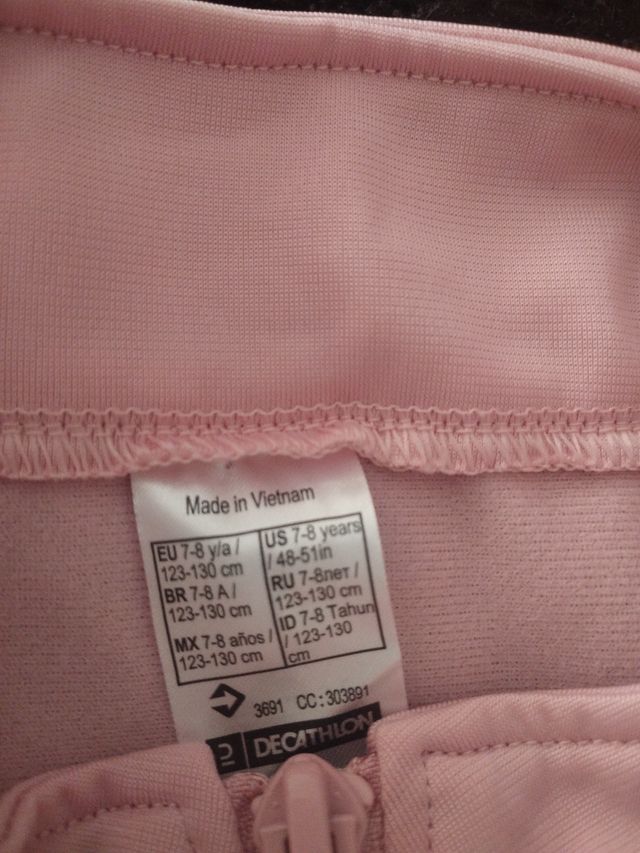 Made in Vietnam
EU 7-8 y/a /
123-130 cm
BR 7-8 A /
123-130 cm
MX 7-8 años /
123-130 cm
US 7-8 years
/ 48-51in
RU 7-8лет /
123-130 cm
ID 7-8 Tahun
/ 123-130
cm
3691 CC:303891
DECATHLON